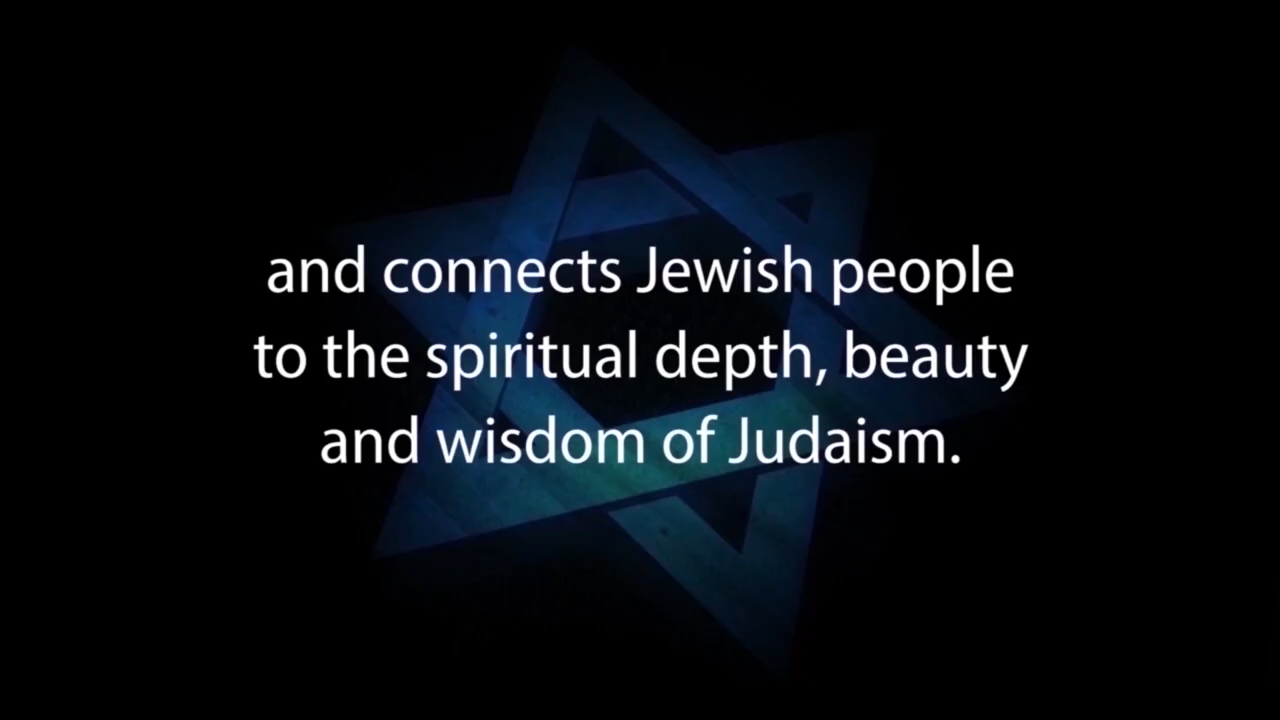 and connects Jewish people
to the spiritual depth, beauty
and wisdom of Judaism.